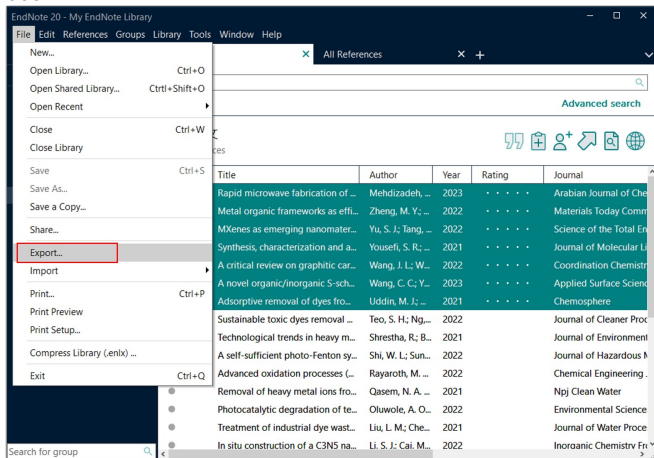 EndNote 20 - My EndNote Library
File Edit References Groups Library Tools Window Help
New...
Open Library... Ctrl+O
Open Shared Library... Ctrtl+Shift+O
Open Recent
Close Ctrl+W
Close Library
Save Ctrl+S
Save As...
Save a Copy...
Share...
Export...
Import
Print... Ctrl+P
Print Preview
Print Setup...
Compress Library (.enlx) ...
Exit Ctrl+Q
All References
Advanced search
Title Author Year Rating Journal
Rapid microwave fabrication of ... Mehdizadeh, ... 2023 Arabian Journal of Che
Metal organic frameworks as effi... Zheng, M. Y.; ... 2022 Materials Today Comm
MXenes as emerging nanomater... Yu, S. J.; Tang, ... 2022 Science of the Total En
Synthesis, characterization and a... Yousefi, S. R.; ... 2021 Journal of Molecular Li
A critical review on graphitic car... Wang, J. L.; W... 2022 Coordination Chemistr
A novel organic/inorganic S-sch... Wang, C. C.; Y... 2023 Applied Surface Scienc
Adsorptive removal of dyes fro... Uddin, M. J.; ... 2021 Chemosphere
Sustainable toxic dyes removal ... Teo, S. H.; Ng,... 2022 Journal of Cleaner Proc
Technological trends in heavy m... Shrestha, R.; B... 2021 Journal of Environment
A self-sufficient photo-Fenton sy... Shi, W. L.; Sun... 2022 Journal of Hazardous M
Advanced oxidation processes (... Rayaroth, M. ... 2022 Chemical Engineering .
Removal of heavy metal ions fro... Qasem, N. A. ... 2021 Npj Clean Water
Photocatalytic degradation of te... Oluwole, A. O... 2022 Environmental Science
Treatment of industrial dye wast... Liu, L. M.; Che... 2021 Journal of Water Proce
In situ construction of a C3N5 na... Li, S. J.; Cai, M... 2022 Inorganic Chemistry Fr
Search for group